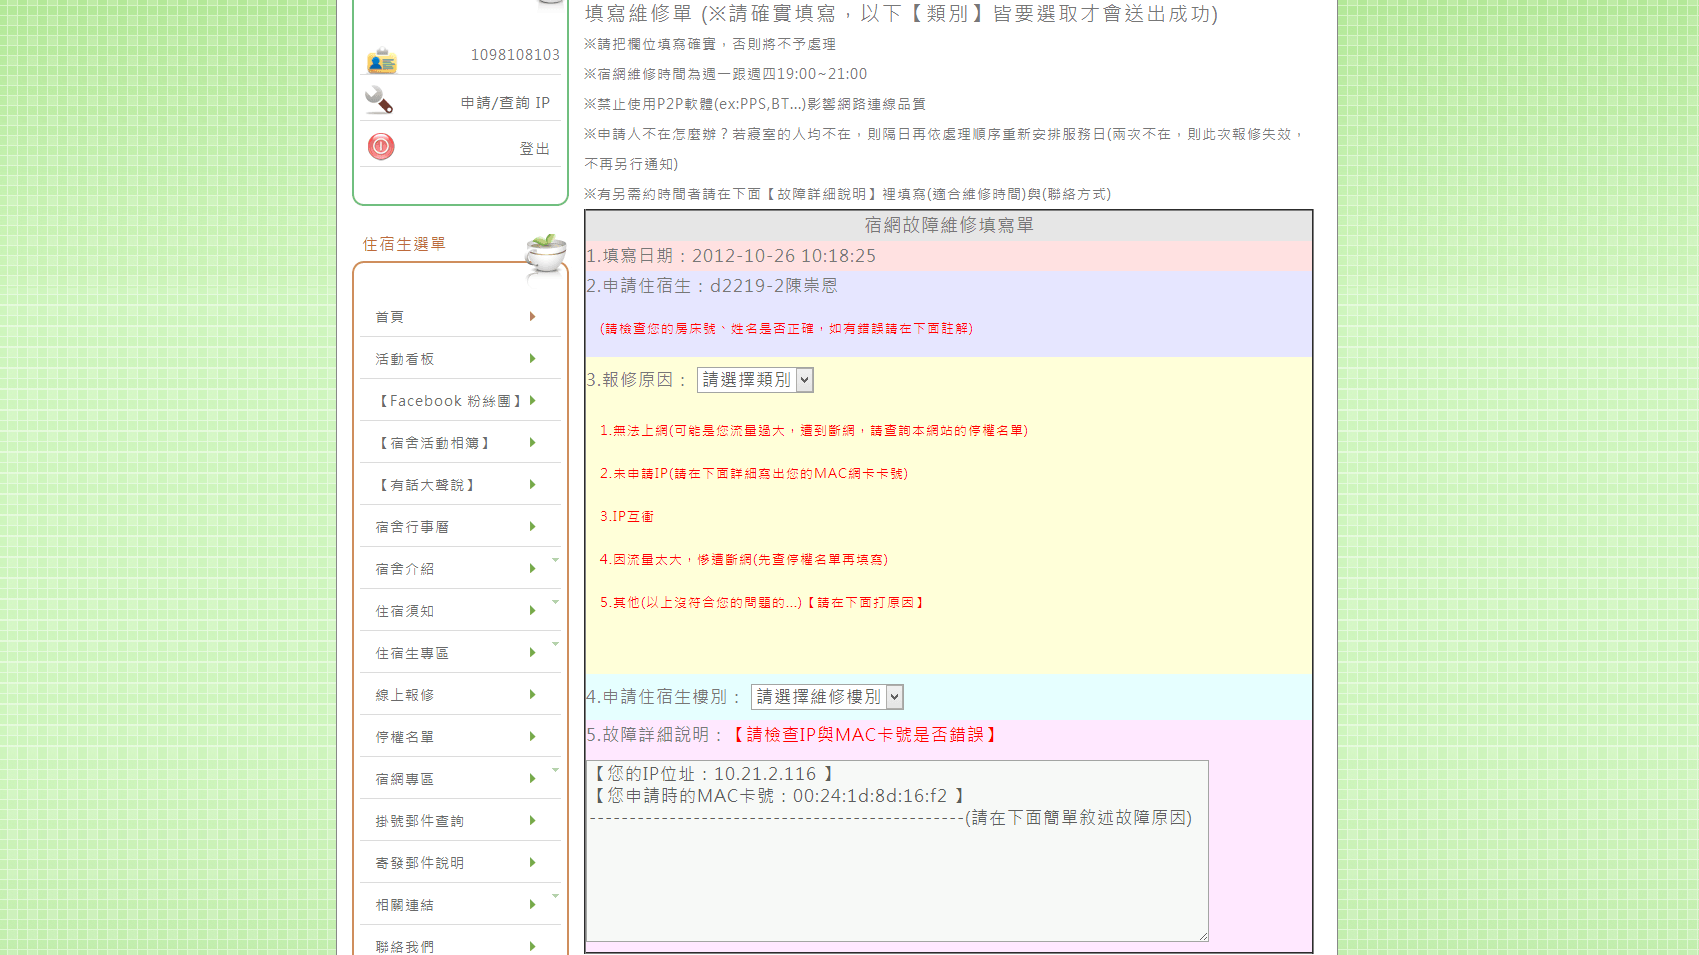 1098108103
申請/查詢 IP
登出
住宿生選單
首頁
活動看板
【Facebook 粉絲團】
【宿舍活動相簿】
【有話大聲說】
宿舍行事曆
宿舍介紹
住宿須知
住宿生專區
線上報修
停權名單
宿網專區
掛號郵件查詢
寄發郵件說明
相關連結
聯絡我們
填寫維修單 (※請確實填寫，以下【類別】皆要選取才會送出成功)
※請把欄位填寫確實，否則將不予處理
※宿網維修時間為週一跟週四19:00~21:00
※禁止使用P2P軟體(ex:PPS,BT...)影響網路連線品質
※申請人不在怎麼辦？若寢室的人均不在，則隔日再依處理順序重新安排服務日(兩次不在，則此次報修失效，
不再另行通知)
※有另需約時間者請在下面【故障詳細說明】裡填寫(適合維修時間)與(聯絡方式)
宿網故障維修填寫單
1.填寫日期：2012-10-26 10:18:25
2.申請住宿生：d2219-2陳崇恩
(請檢查您的房床號、姓名是否正確，如有錯誤請在下面註解)
3.報修原因： 請選擇類別
1.無法上網(可能是您流量過大，遭到斷網，請查詢本網站的停權名單)
2.未申請IP(請在下面詳細寫出您的MAC網卡卡號)
3.IP互衝
4.因流量太大，慘遭斷網(先查停權名單再填寫)
5.其他(以上沒符合您的問題的...)【請在下面打原因】
4.申請住宿生樓別： 請選擇維修樓別
5.故障詳細說明：【請檢查IP與MAC卡號是否錯誤】
【您的IP位址：10.21.2.116 】
【您申請時的MAC卡號：00:24:1d:8d:16:f2 】
-----------------------------------------------(請在下面簡單敘述故障原因)